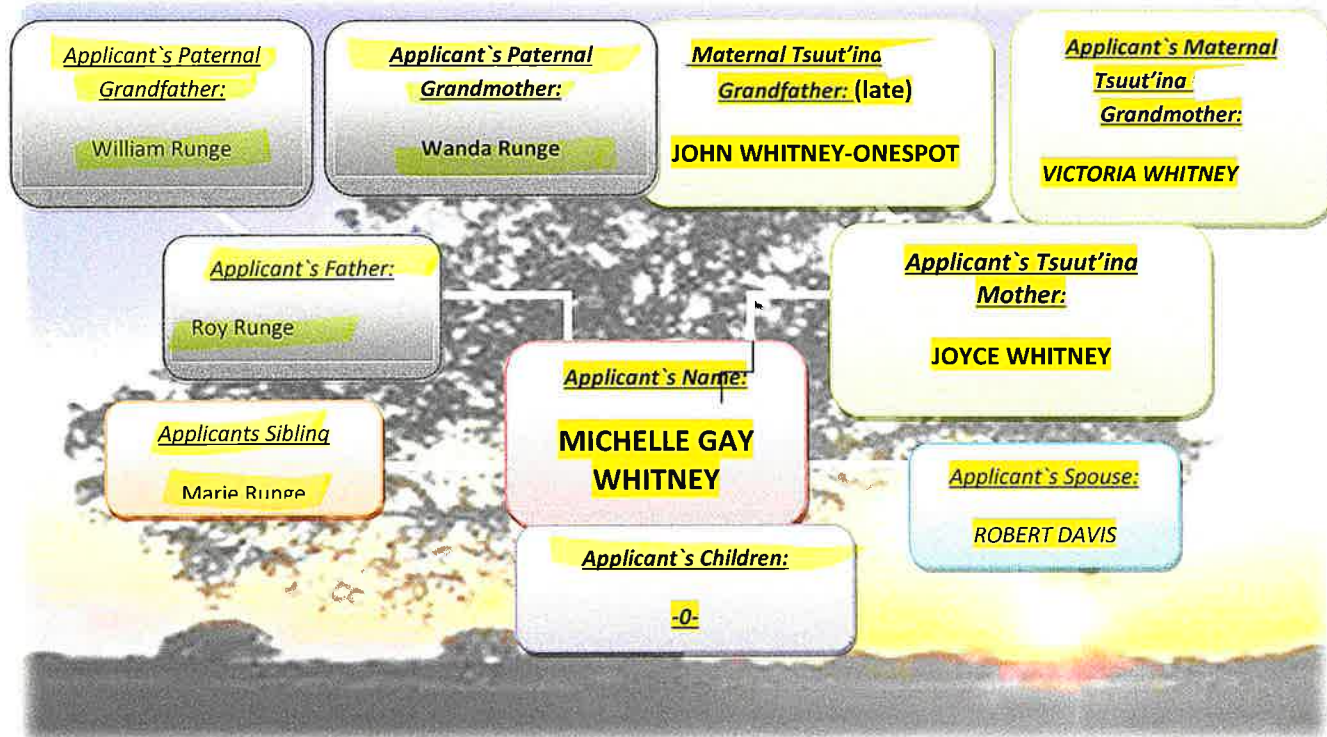 Applicant`s Paternal
Grandfather:
William Runge
Applicant`s Paternal
Grandmother:
Wanda Runge
Maternal Tsuut'ina
Grandfather: (late)
JOHN WHITNEY-ONESPOT
Applicant`s Maternal
Tsuut'ina
Grandmother:
VICTORIA WHITNEY
Applicant`s Father:
Roy Runge
Applicant`s Tsuut'ina
Mother:
JOYCE WHITNEY
Applicant`s Name:
MICHELLE GAY
WHITNEY
Applicants Sibling
Marie Runge
Applicant`s Spouse:
ROBERT DAVIS
Applicant`s Children:
-0-